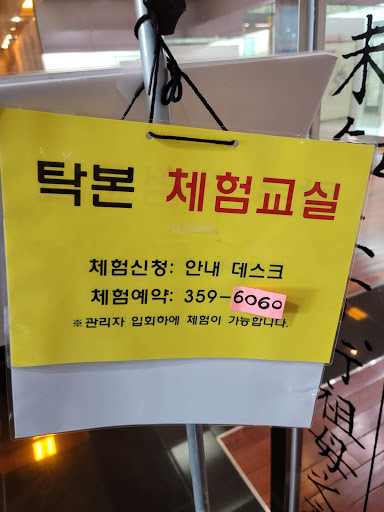 탁본 체험교실
체험신청: 안내 데스크
체험예약: 359-6060
※관리자 입회하에 체험이 가능합니다.
祖